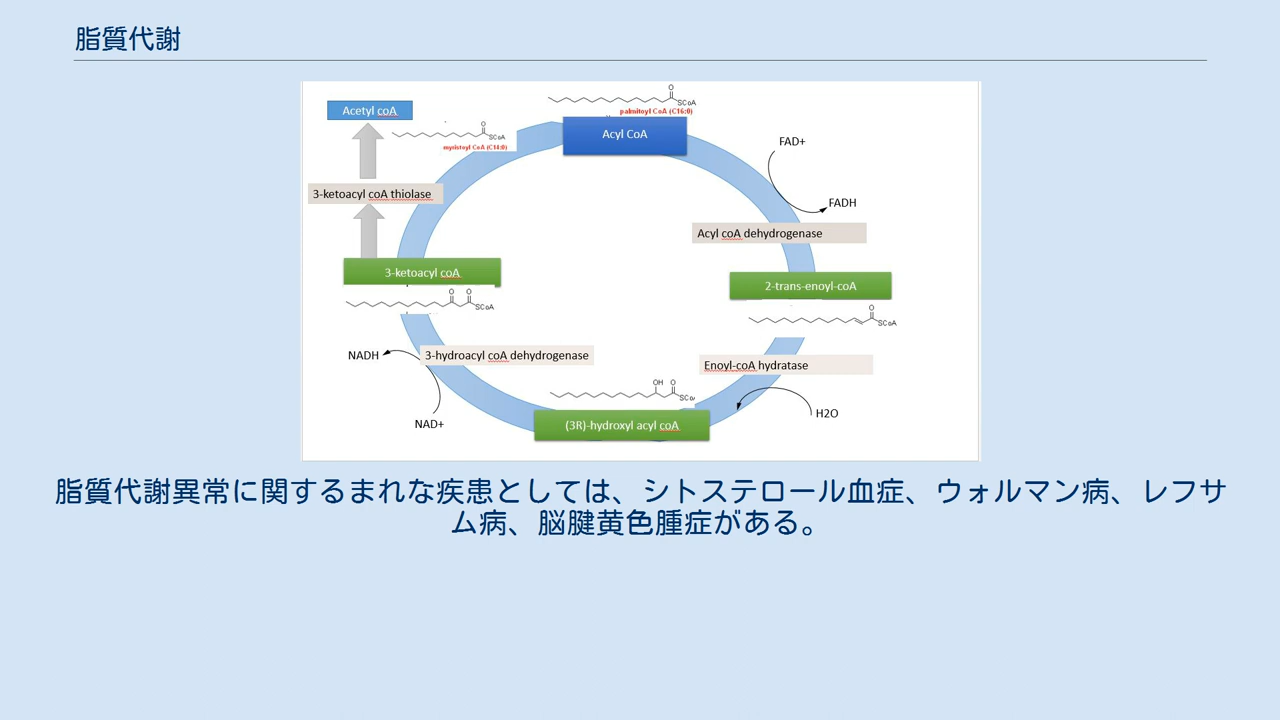 脂質代謝
Acetyl coA
O
SCoA
palmitoyl CoA (C16:0)
Acyl CoA
O
SCoA
myristoyl CoA (C14:0)
FAD+
FADH
3-ketoacyl coA thiolase
Acyl coA dehydrogenase
3-ketoacyl coA
2-trans-enoyl-coA
O O
SCoA
O
SCoA
NADH
3-hydroacyl coA dehydrogenase
Enoyl-coA hydratase
OH O
SCo
(3R)-hydroxyl acyl coA
H2O
NAD+
脂質代謝異常に関するまれな疾患としては、シトステロール血症、ウォルマン病、レフサ
ム病、脳腱黄色腫症がある。